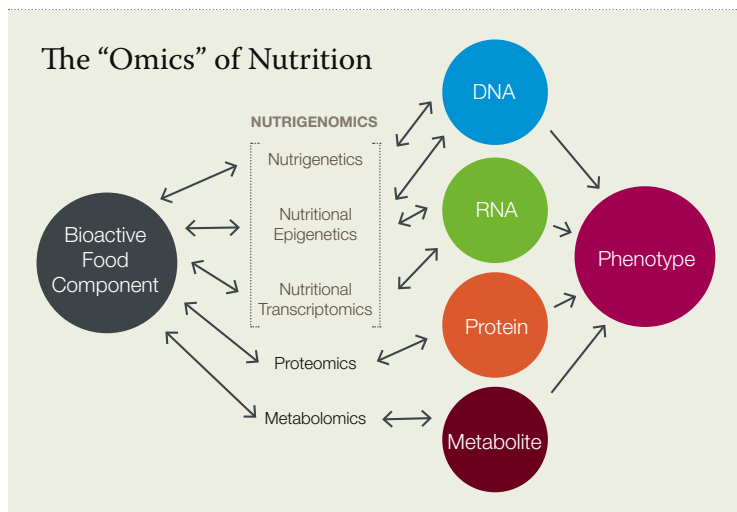 The “Omics” of Nutrition
NUTRIGENOMICS
Nutrigenetics
Nutritional
Epigenetics
Nutritional
Transcriptomics
Proteomics
Metabolomics
Bioactive
Food
Component
DNA
RNA
Protein
Metabolite
Phenotype